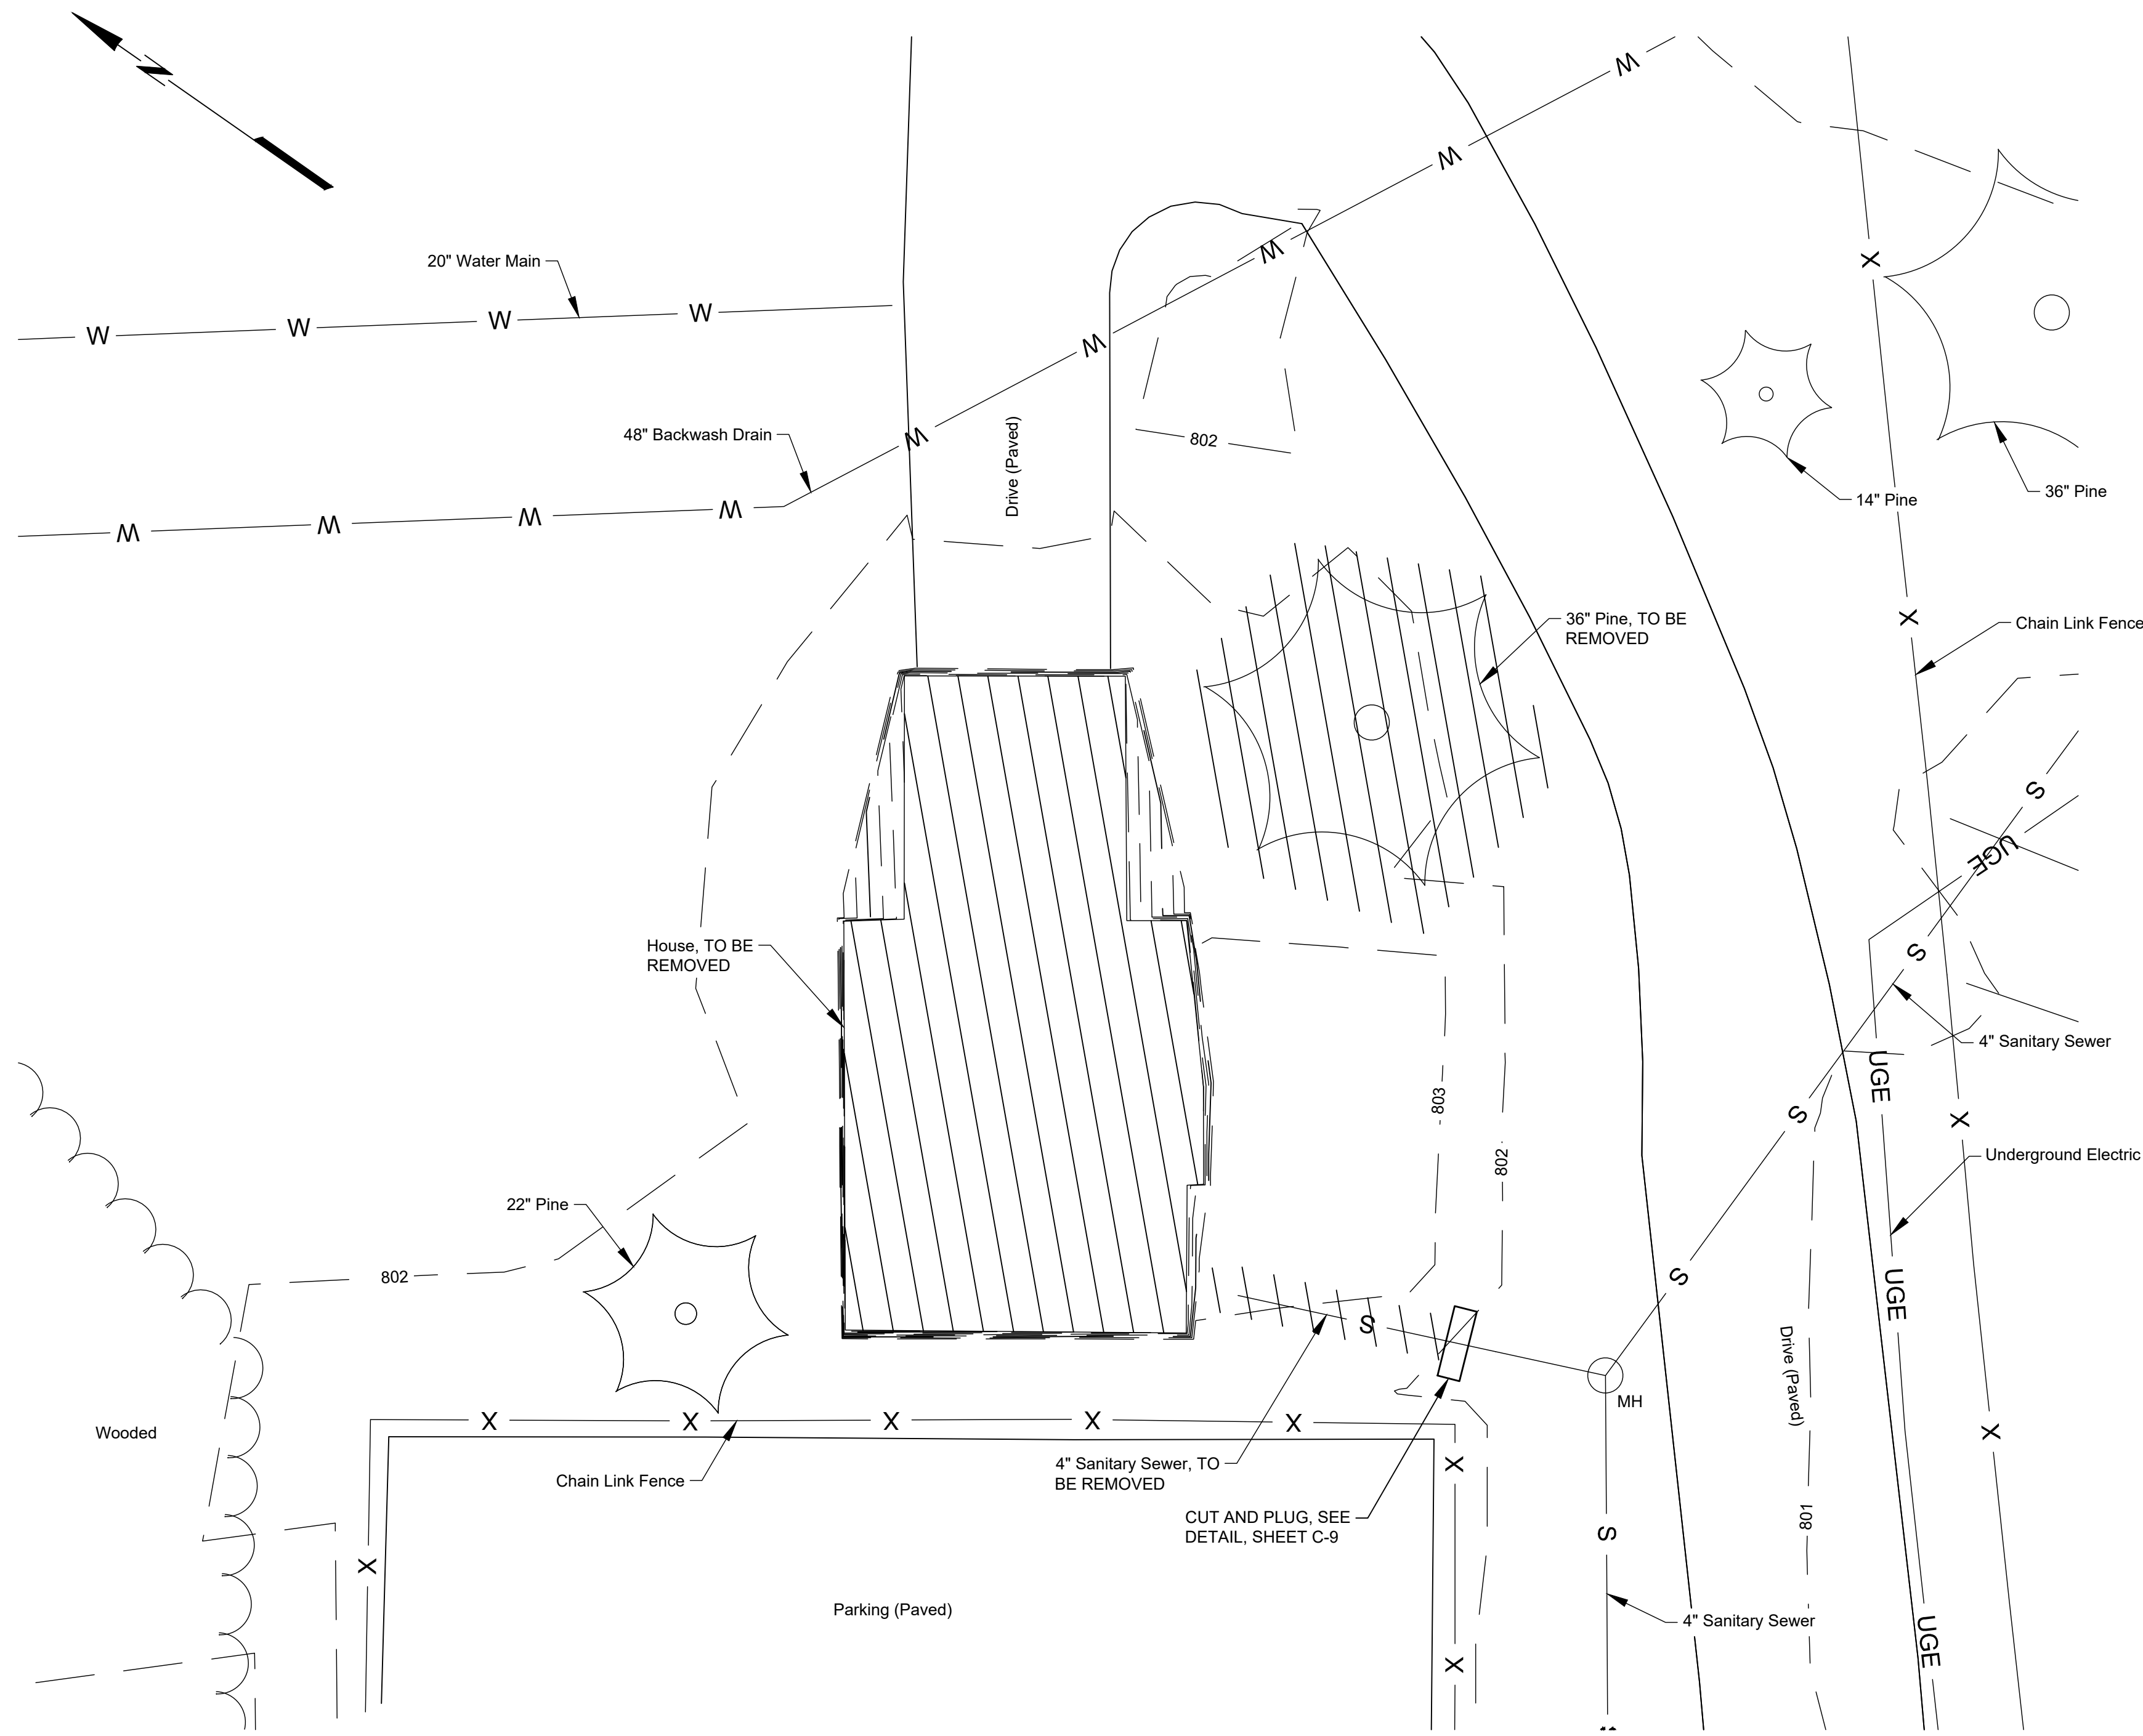 N
W
W
20" Water Main
W
W
W
X
W
W
W
W
48" Backwash Drain
W
802
Drive (Paved)
14" Pine
36" Pine
W
W
W
W
36" Pine, TO BE
REMOVED
X
Chain Link Fence
S
UGE
House, TO BE
REMOVED
S
4" Sanitary Sewer
UGE
803
S
X
802
Underground Electric
22" Pine
802
S
UGE
S
Drive (Paved)
MH
Wooded
X
X
X
X
X
X
Chain Link Fence
4" Sanitary Sewer, TO
BE REMOVED
X
CUT AND PLUG, SEE
DETAIL, SHEET C-9
801
S
X
Parking (Paved)
4" Sanitary Sewer
UGE
X